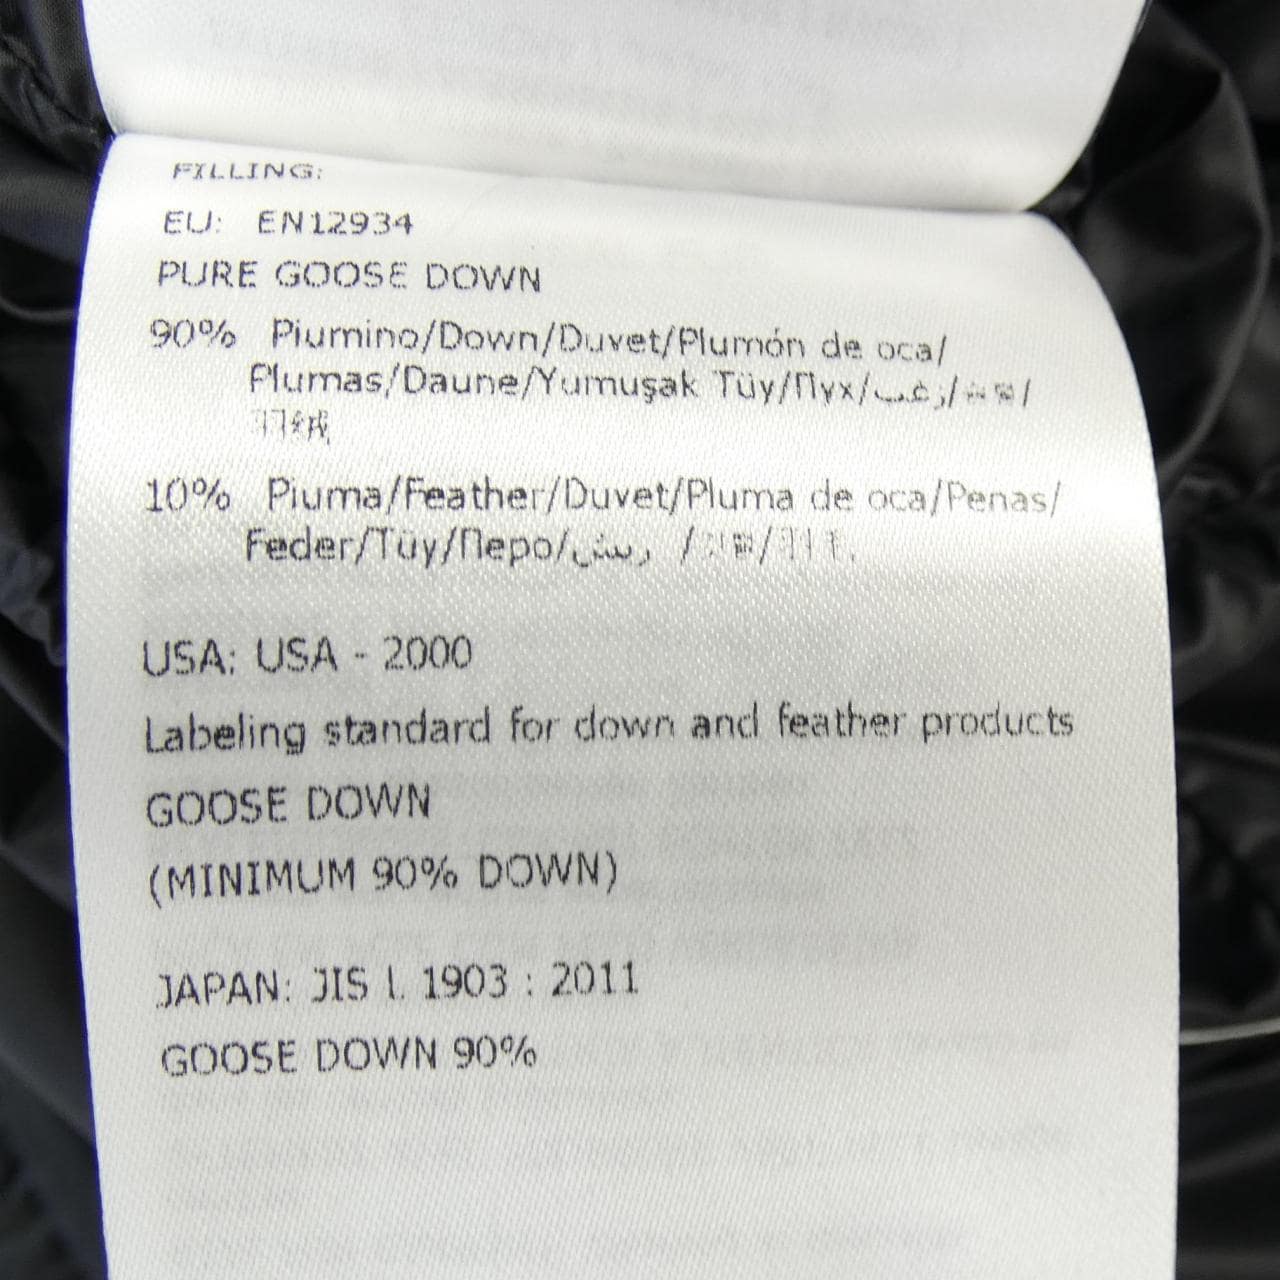 FILLING:
EU: EN12934
PURE GOOSE DOWN
90% Piumino/Down/Duvet/Plumón de oca/
Plumas/Daune/Yumuşak Tüy/Пух/زغب/
羽绒
10% Piuma/Feather/Duvet/Pluma de oca/Penas/
Feder/Tüy/Перо/ريش /
USA: USA - 2000
Labeling standard for down and feather products
GOOSE DOWN
(MINIMUM 90% DOWN)
JAPAN: JIS L 1903 : 2011
GOOSE DOWN 90%